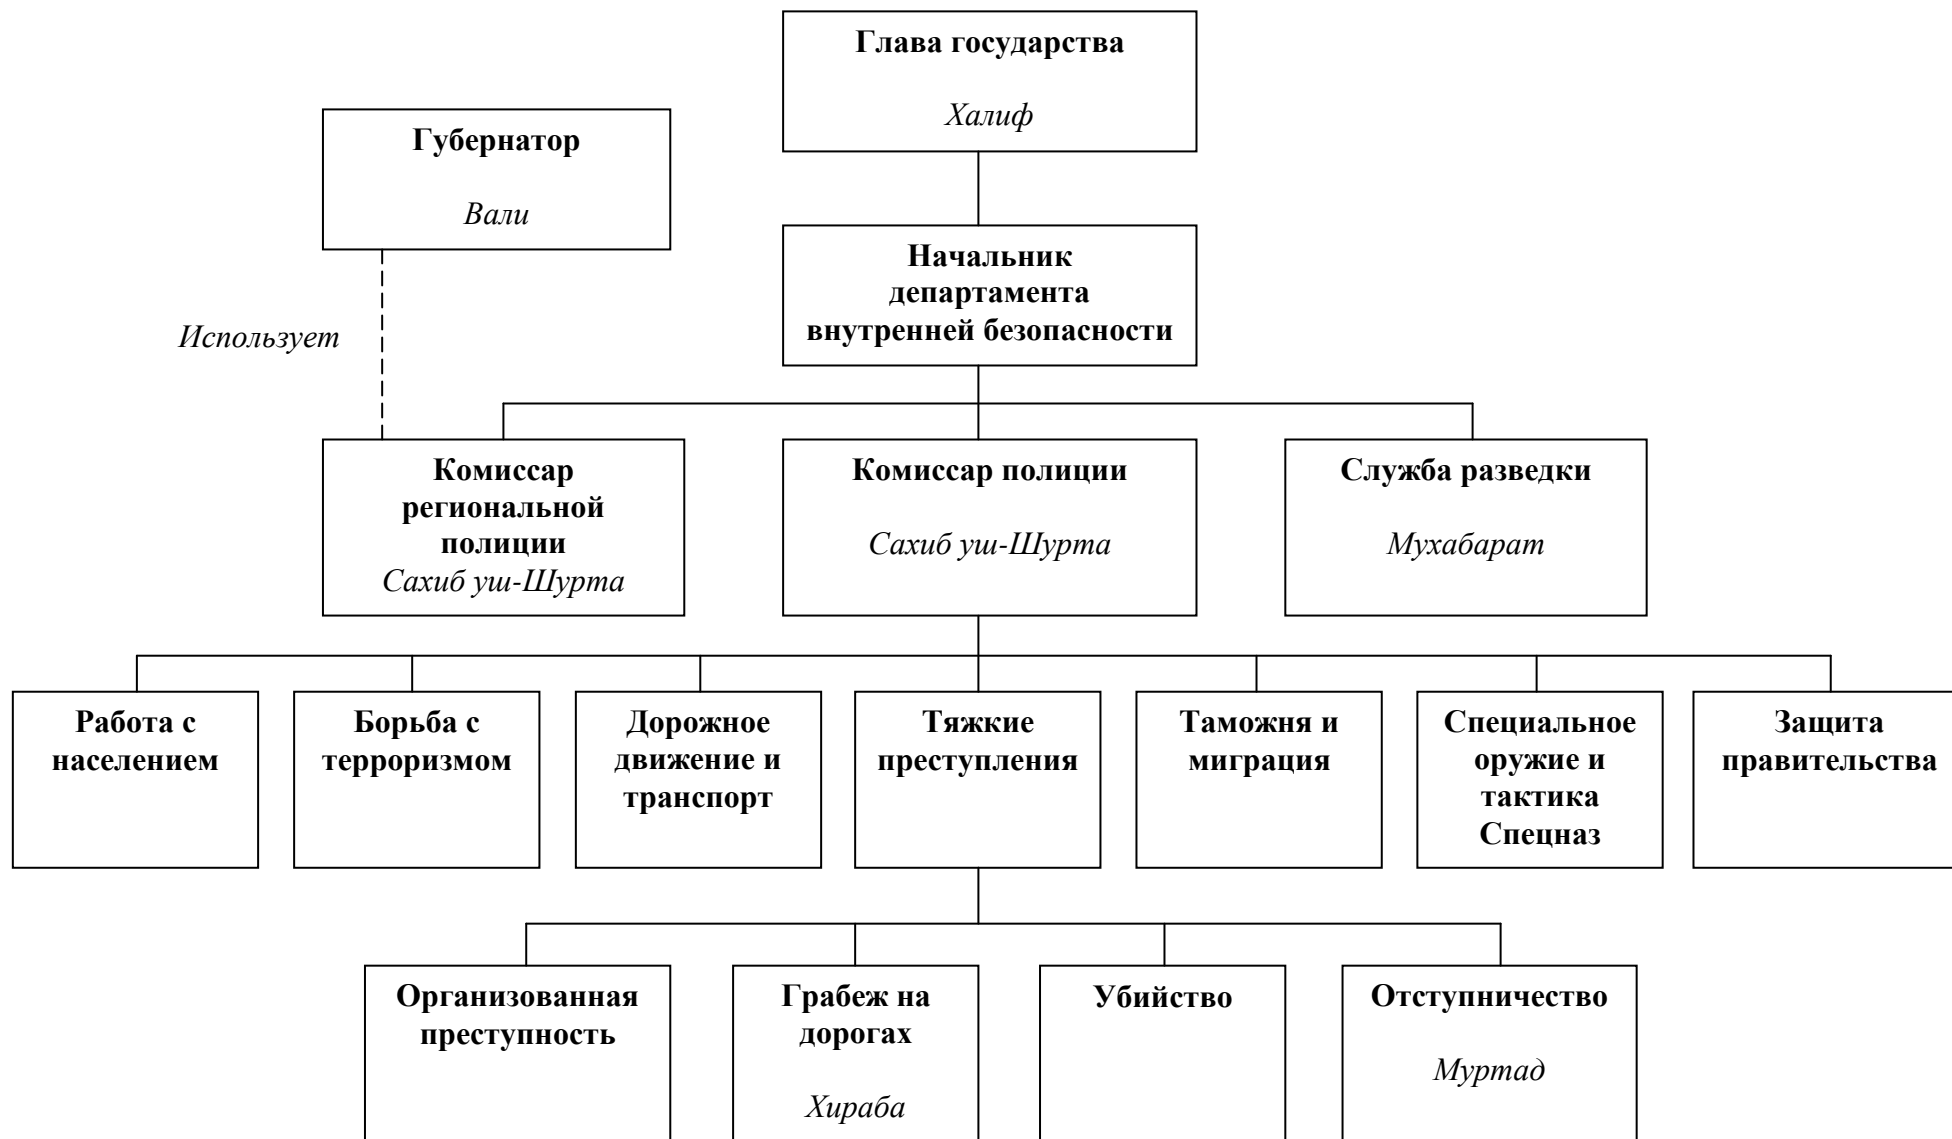 Глава государства
Халиф
Губернатор
Вали
Начальник
департамента
внутренней безопасности
Использует
Комиссар
региональной
полиции
Сахиб уш-Шурта
Комиссар полиции
Сахиб уш-Шурта
Служба разведки
Мухабарат
Работа с
населением
Борьба с
терроризмом
Дорожное
движение и
транспорт
Тяжкие
преступления
Таможня и
миграция
Специальное
оружие и
тактика
Спецназ
Защита
правительства
Организованная
преступность
Грабеж на
дорогах
Хираба
Убийство
Отступничество
Муртад